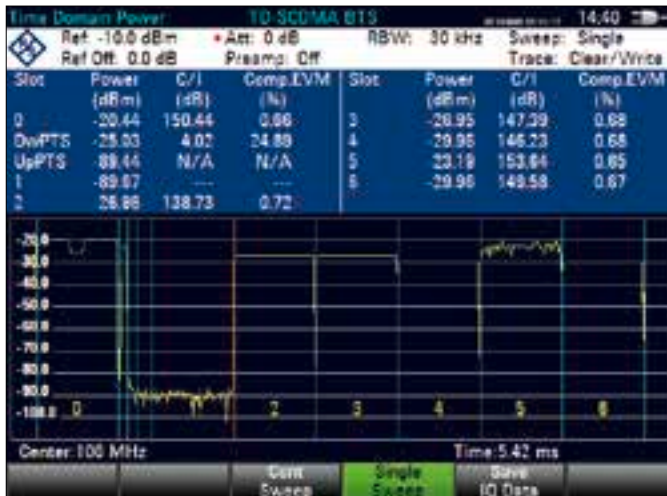 Time Domain Power TD-SCDMA BTS 14:40
Ref: -10.0 dBm • Att: 0 dB RBW: 30 kHz Sweep: Single
Ref Off: 0.0 dB Preamp: Off Trace: Clear/Write
Slot Power C/I Comp.EVM Slot Power C/I Comp.EVM
(dBm) (dB) (%) (dBm) (dB) (%)
0 -20.44 150.44 0.66 3 -26.95 147.39 0.68
DwPTS -25.03 4.02 24.89 4 -29.96 146.23 0.68
UpPTS -89.44 N/A N/A 5 -23.19 153.64 0.65
1 -89.67 --- --- 6 -29.96 149.58 0.67
2 -26.96 138.73 0.72
-20.0
-30.0
-40.0
-50.0
-60.0
-70.0
-80.0
-90.0
-100.0 0 2 3 4 5 6
Center:100 MHz Time:5.42 ms
Cont Single Save
Sweep Sweep IQ Data